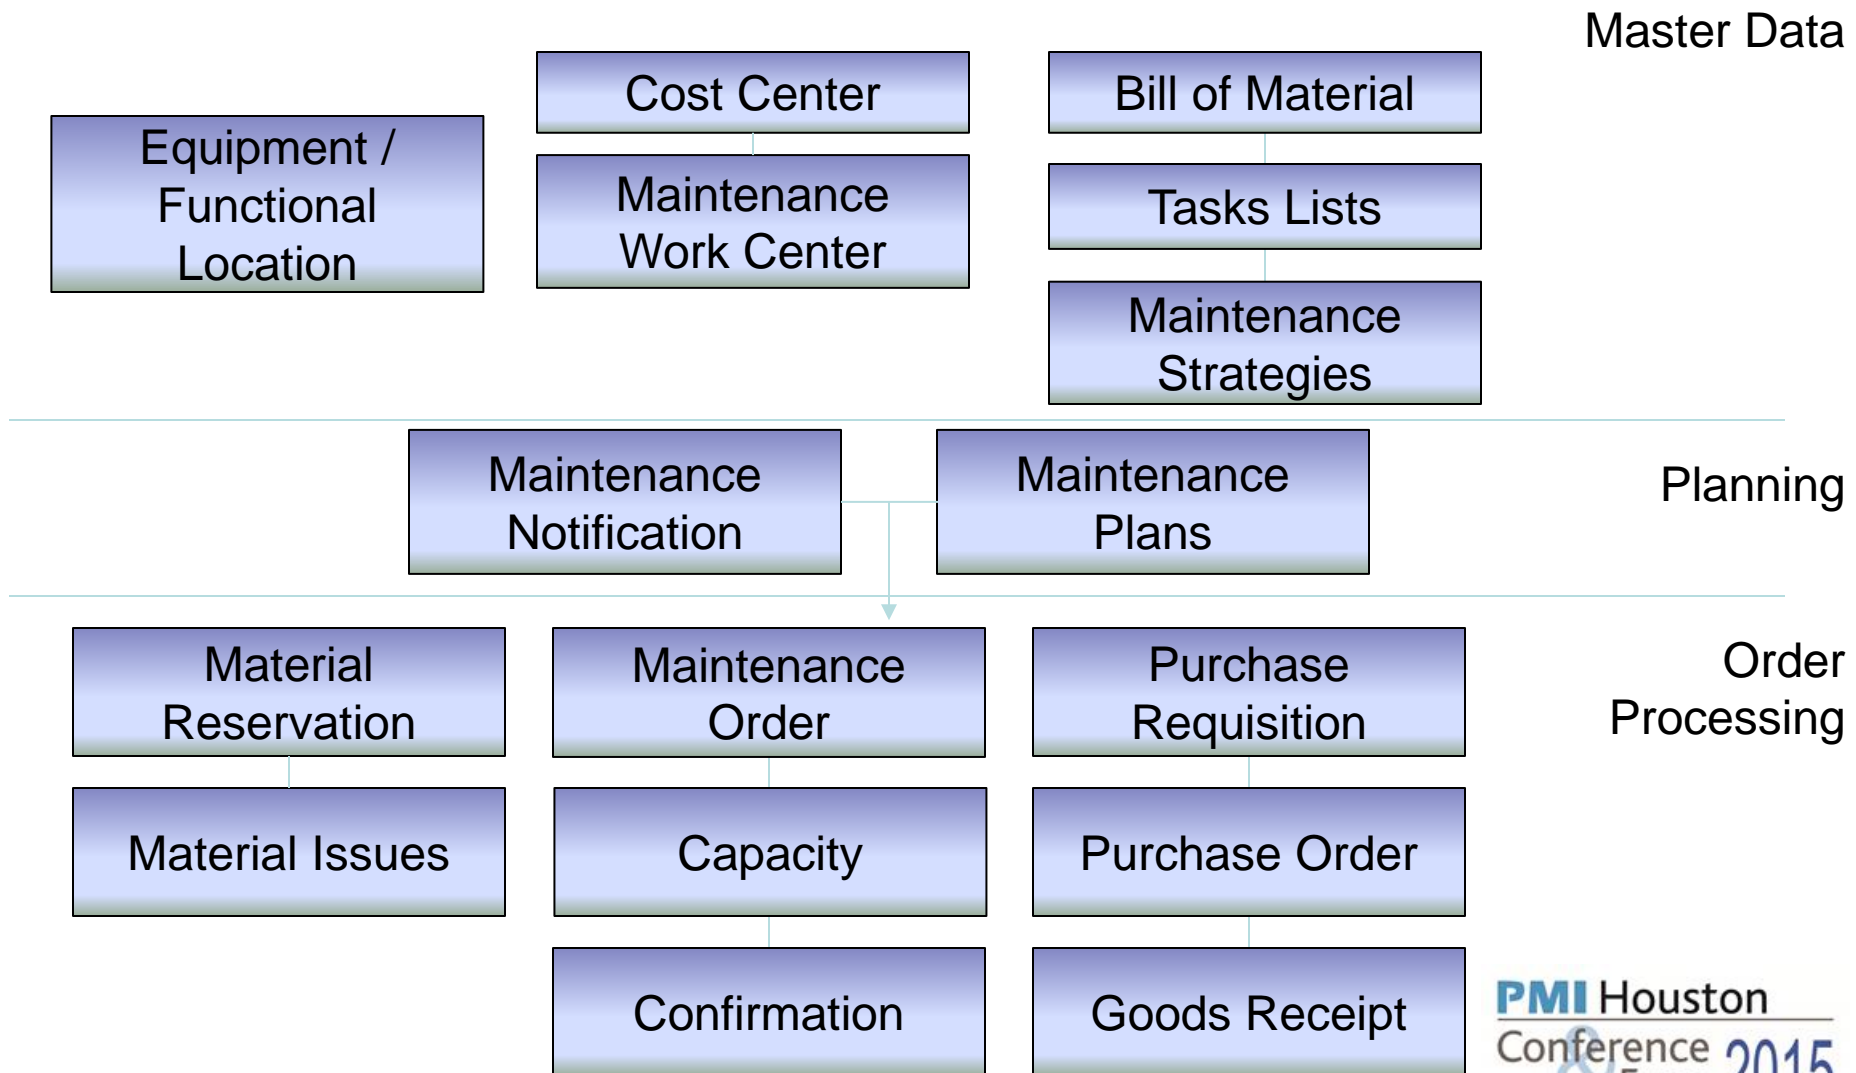 Master Data
Equipment /
Functional
Location
Cost Center
Maintenance
Work Center
Bill of Material
Tasks Lists
Maintenance
Strategies
Planning
Maintenance
Notification
Maintenance
Plans
Order
Processing
Material
Reservation
Material Issues
Maintenance
Order
Capacity
Confirmation
Purchase
Requisition
Purchase Order
Goods Receipt
PMI Houston
Conference 2015